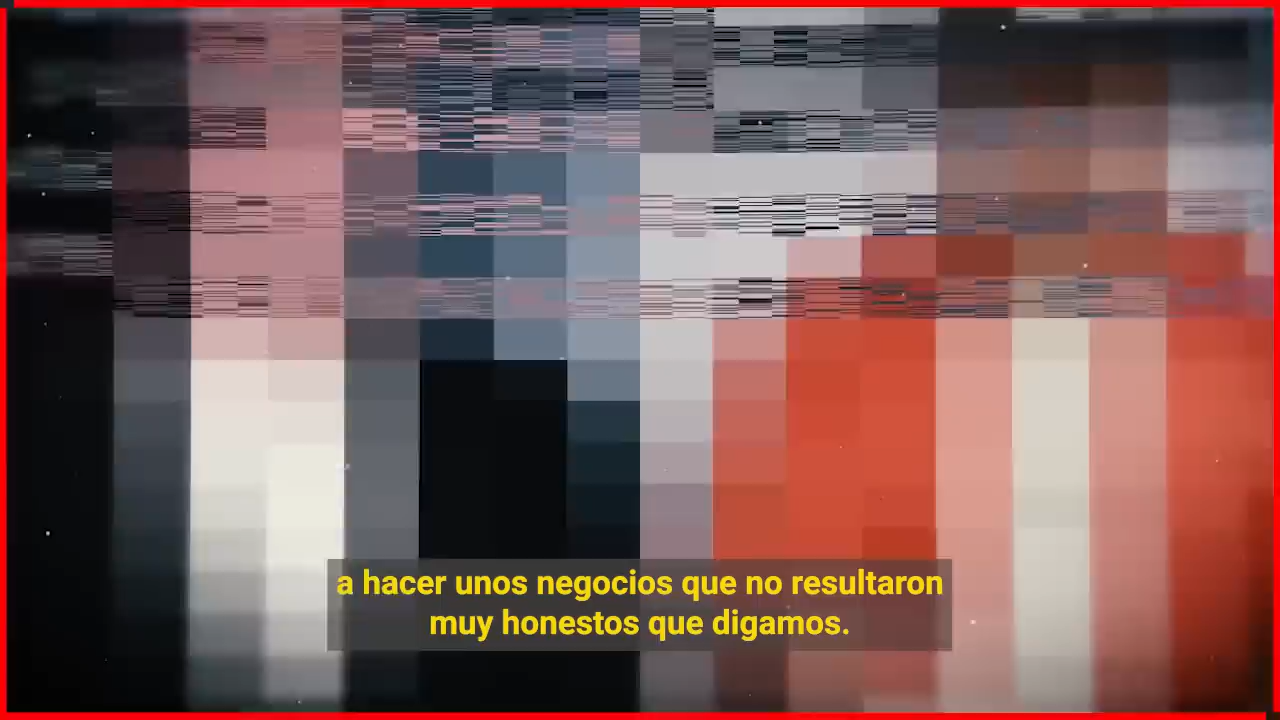 a hacer unos negocios que no resultaron
muy honestos que digamos.